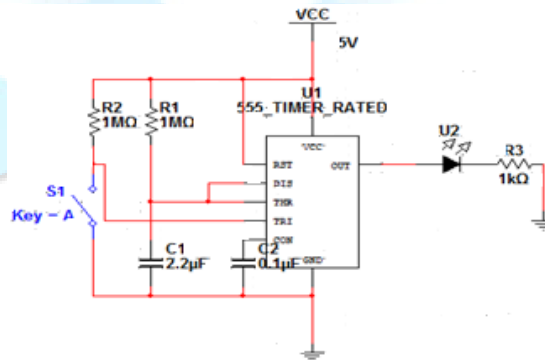 VCC
5V
U1
555_TIMER_RATED
R2
1MΩ
R1
1MΩ
VCC
RST
OUT
DIS
THR
TRI
CON
GND
U2
R3
1kΩ
S1
Key = A
C1
2.2µF
C2
0.1µF